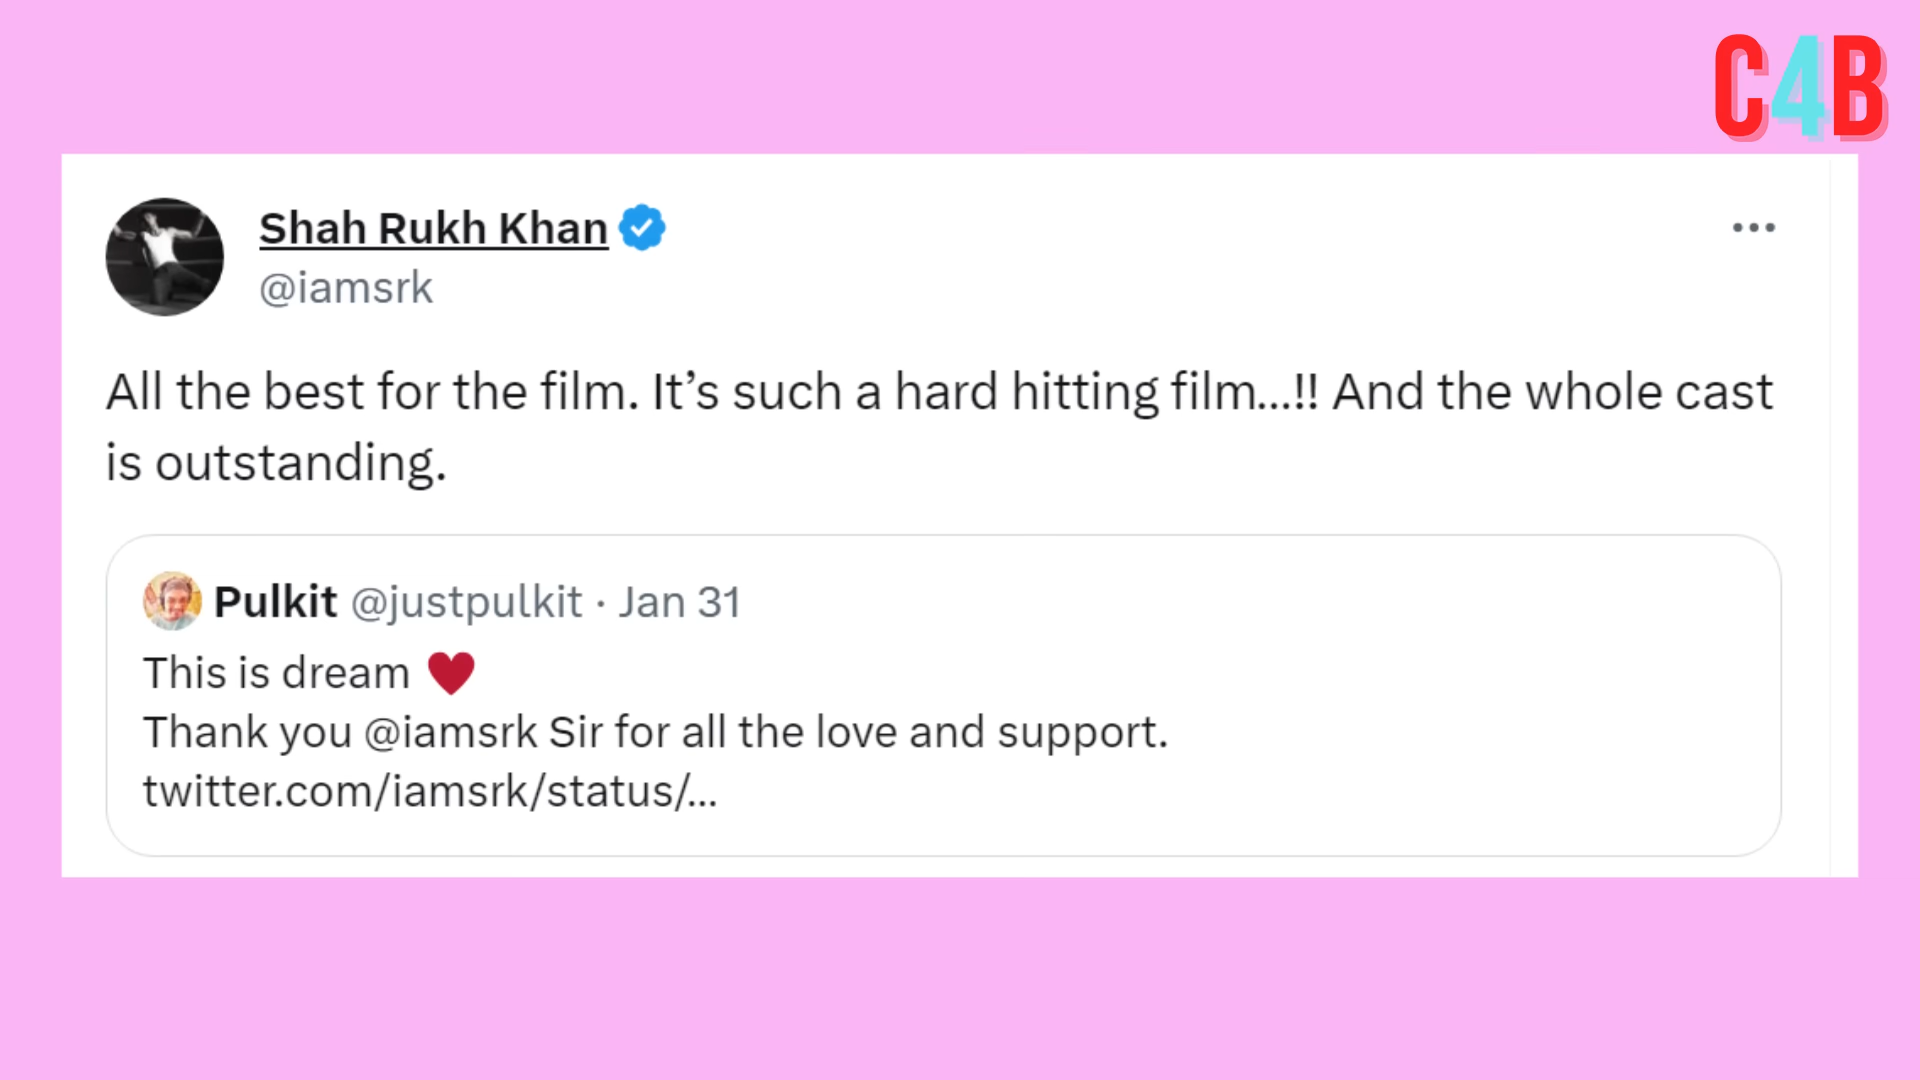 C4B
Shah Rukh Khan
@iamsrk
All the best for the film. It’s such a hard hitting film...!! And the whole cast
is outstanding.
Pulkit @justpulkit · Jan 31
This is dream ♥
Thank you @iamsrk Sir for all the love and support.
twitter.com/iamsrk/status/...